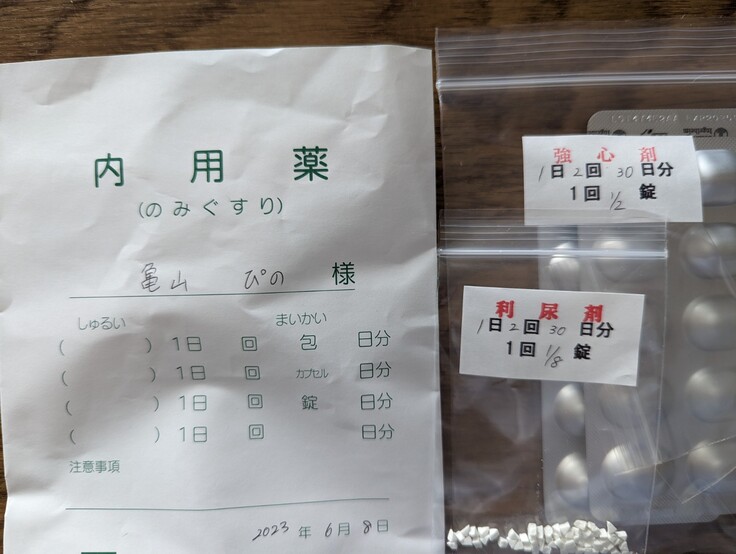 内用薬
(のみぐすり)
亀山 ぴの 様
しゅるい まいかい
( ) 1日 回 包 日分
( ) 1日 回 カプセル 日分
( ) 1日 回 錠 日分
( ) 1日 回 日分
注意事項
2023 年 6 月 8 日
強心剤
1日 2回 30日分
1回 1/2 錠
利尿剤
1日 2回 30 日分
1回 1/8 錠